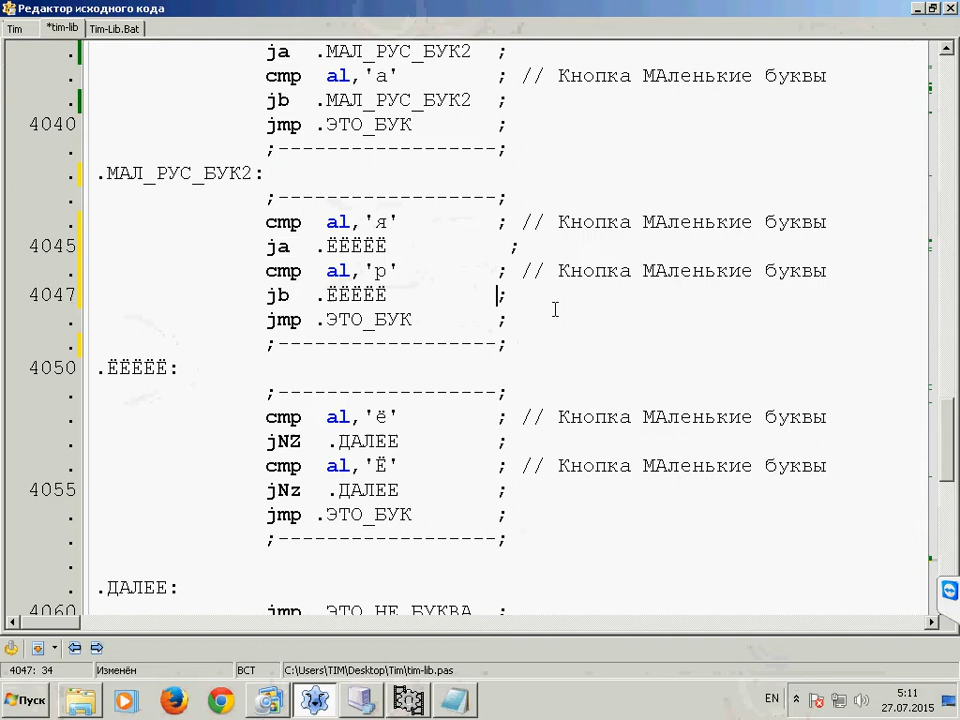 Редактор исходного кода
Tim *tim-lib Tim-Lib.Bat
. ja .МАЛ_РУС_БУК2 ;
. cmp al,'а' ; // Кнопка МАленькие буквы
. jb .МАЛ_РУС_БУК2 ;
4040 jmp .ЭТО_БУК ;
. ;------------------;
. .МАЛ_РУС_БУК2:
. ;------------------;
. cmp al,'я' ; // Кнопка МАленькие буквы
4045 ja .ЁЁЁЁЁ ;
. cmp al,'р' ; // Кнопка МАленькие буквы
4047 jb .ЁЁЁЁЁ ;
. jmp .ЭТО_БУК ;
. ;------------------;
4050 .ЁЁЁЁЁ:
. ;------------------;
. cmp al,'ё' ; // Кнопка МАленькие буквы
. jNZ .ДАЛЕЕ ;
. cmp al,'Ё' ; // Кнопка МАленькие буквы
4055 jNz .ДАЛЕЕ ;
. jmp .ЭТО_БУК ;
. ;------------------;
.
. .ДАЛЕЕ:
4060 jmp .ЭТО_НЕ_БУКВА ;
4047: 34 Изменён ВСТ C:\Users\TIM\Desktop\Tim\tim-lib.pas
Пуск EN 5:11
27.07.2015